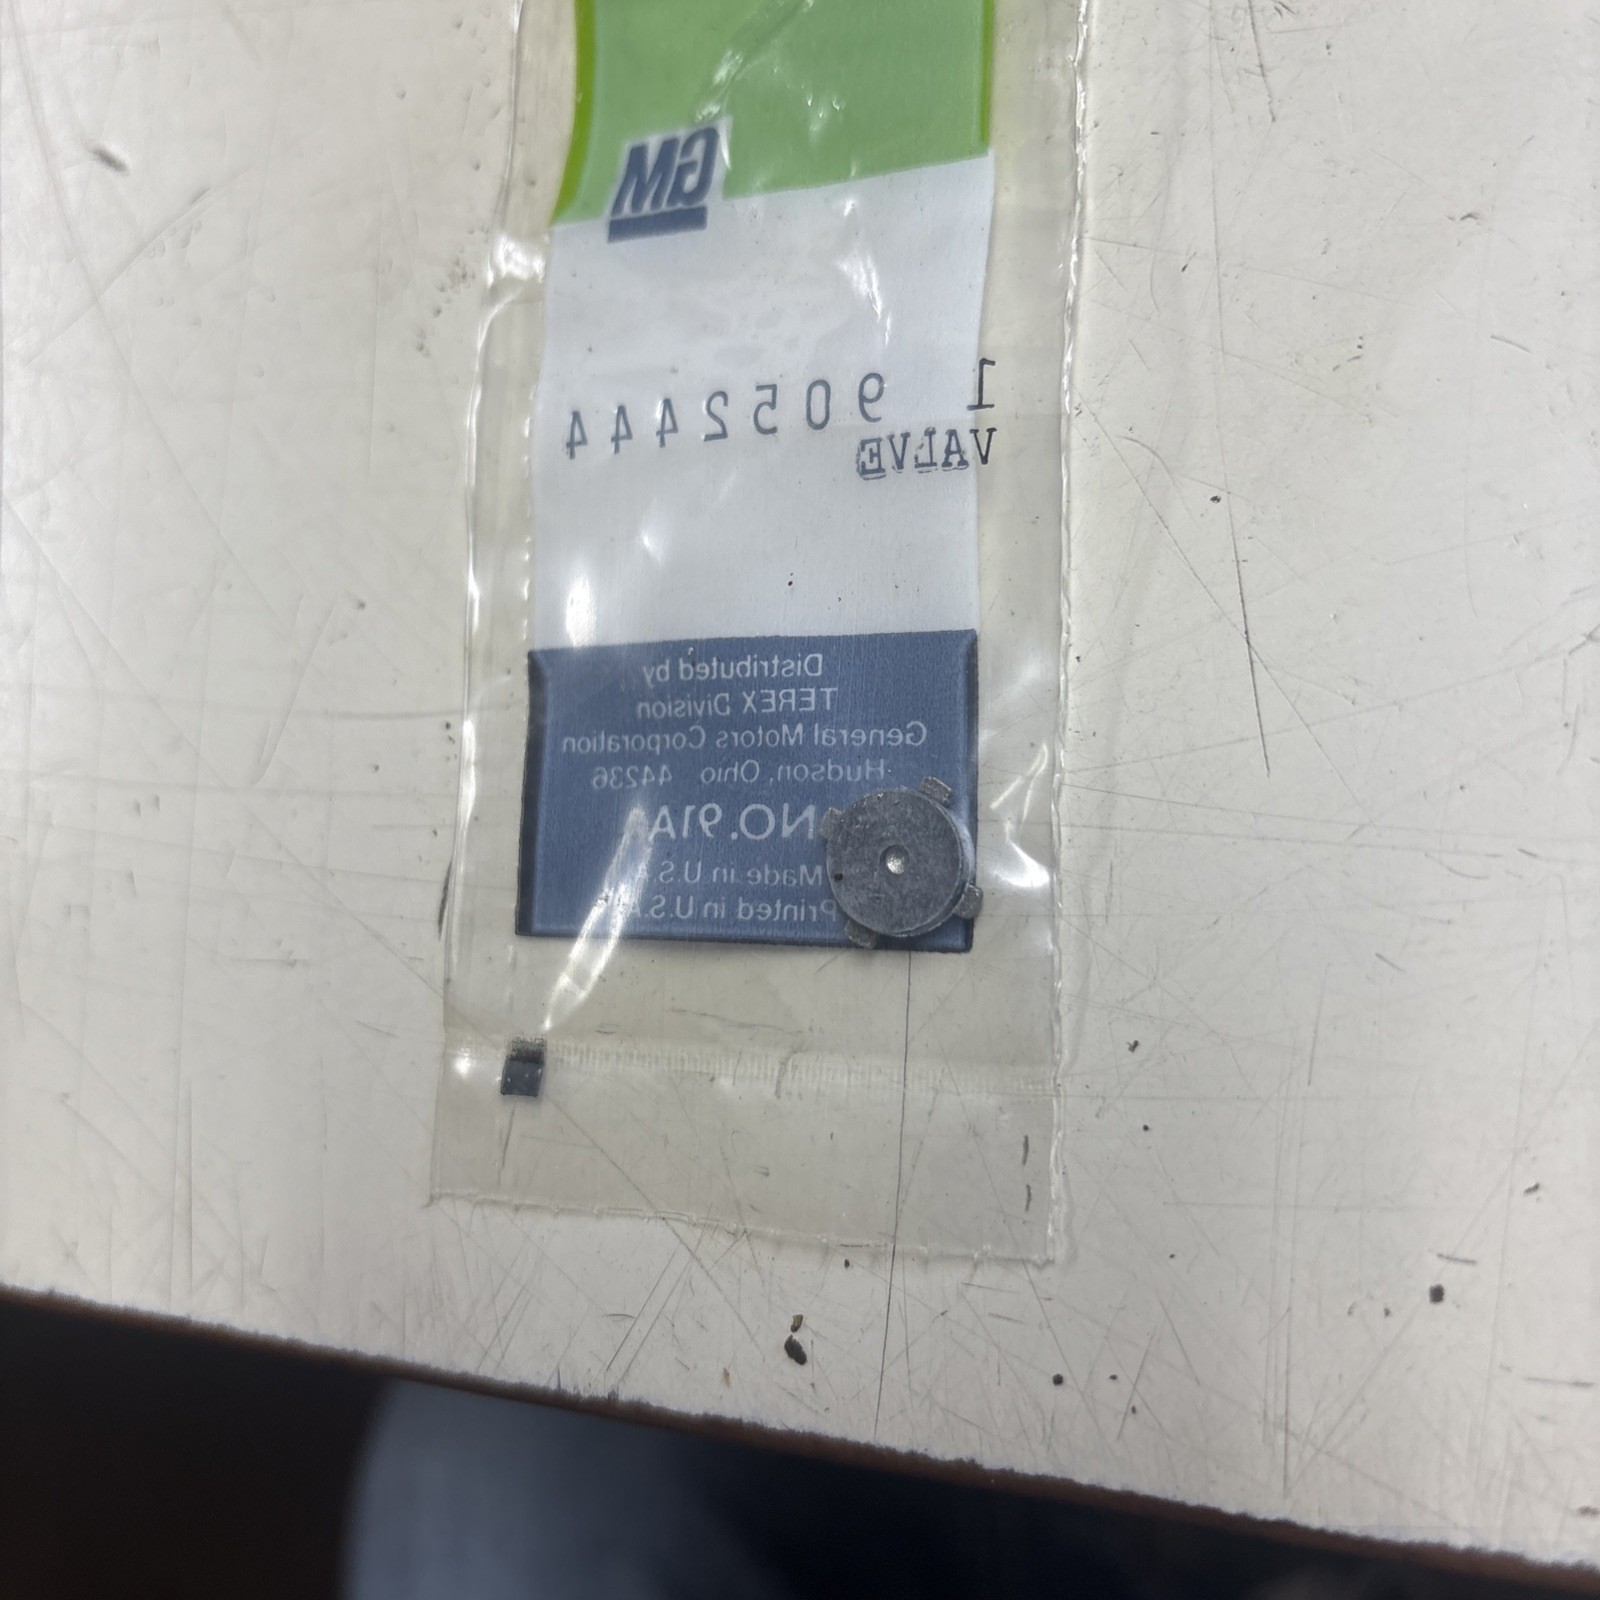 GM
1 9052444
VALVE
Distributed by
TEREX Division
General Motors Corporation
Hudson, Ohio 44236
NO. 91A
Made in U.S.A.
Printed in U.S.A.